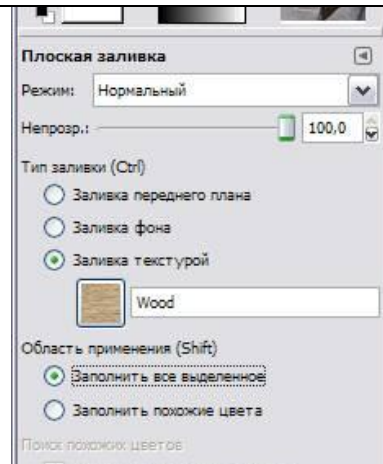 Плоская заливка
Режим: Нормальный
Непрозр.: 100,0
Тип заливки (Ctrl)
Заливка переднего плана
Заливка фона
Заливка текстурой
Wood
Область применения (Shift)
Заполнить все выделенное
Заполнить похожие цвета
Поиск похожих цветов